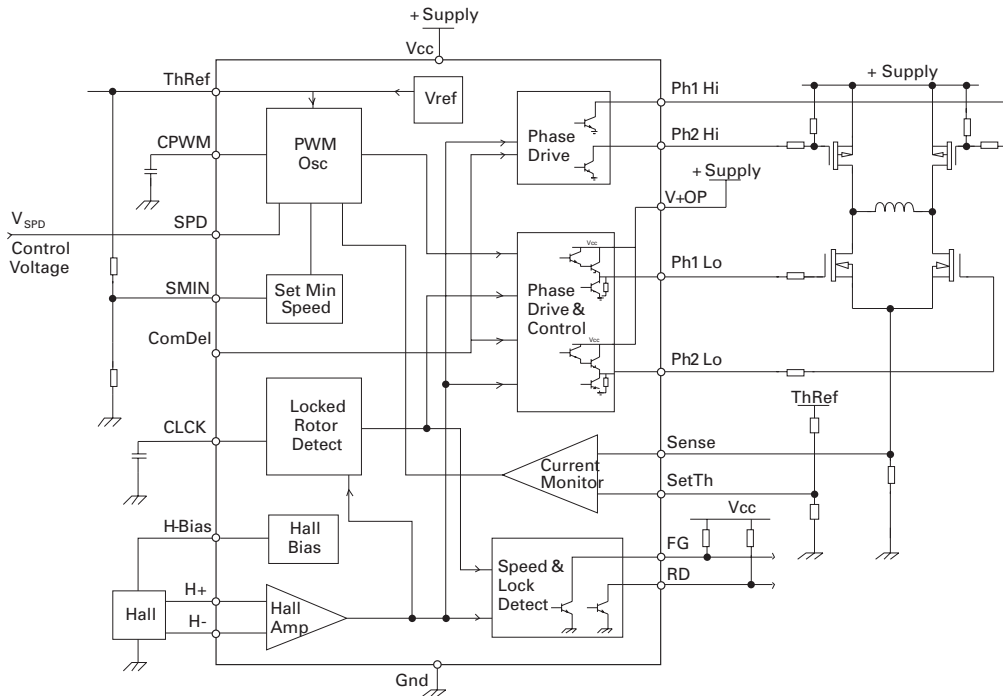 + Supply
Vcc
ThRef
Vref
CPWM
PWM
Osc
V_SPD
Control
Voltage
SPD
SMIN
Set Min
Speed
ComDel
CLCK
Locked
Rotor
Detect
H-Bias
Hall
Bias
H+
H-
Hall
Hall
Amp
Gnd
Phase
Drive
Phase
Drive &
Control
Vcc
Vcc
Current
Monitor
Speed &
Lock
Detect
Ph1 Hi
Ph2 Hi
+ Supply
V+OP
Ph1 Lo
Ph2 Lo
Sense
SetTh
FG
RD
+ Supply
ThRef
Vcc